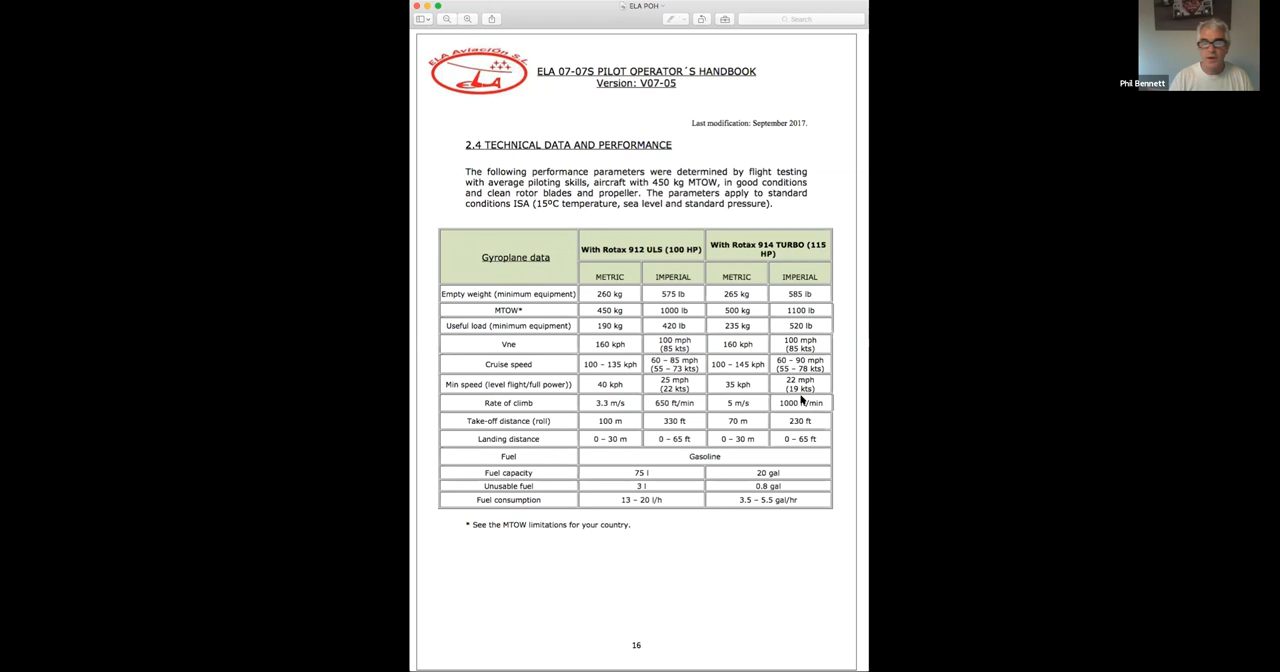 ELA POH
Search
Phil Bennett
ELA AVIACIÓN S.L.
ELA
ELA 07-07S PILOT OPERATOR´S HANDBOOK
Version: V07-05
Last modification: September 2017.
2.4 TECHNICAL DATA AND PERFORMANCE
The following performance parameters were determined by flight testing
with average piloting skills, aircraft with 450 kg MTOW, in good conditions
and clean rotor blades and propeller. The parameters apply to standard
conditions ISA (15ºC temperature, sea level and standard pressure).
Gyroplane data With Rotax 912 ULS (100 HP) With Rotax 914 TURBO (115 HP)
METRIC IMPERIAL METRIC IMPERIAL
Empty weight (minimum equipment) 260 kg 575 lb 265 kg 585 lb
MTOW* 450 kg 1000 lb 500 kg 1100 lb
Useful load (minimum equipment) 190 kg 420 lb 235 kg 520 lb
Vne 160 kph 100 mph (85 kts) 160 kph 100 mph (85 kts)
Cruise speed 100 – 135 kph 60 – 85 mph (55 – 73 kts) 100 – 145 kph 60 – 90 mph (55 – 78 kts)
Min speed (level flight/full power)) 40 kph 25 mph (22 kts) 35 kph 22 mph (19 kts)
Rate of climb 3.3 m/s 650 ft/min 5 m/s 1000 ft/min
Take-off distance (roll) 100 m 330 ft 70 m 230 ft
Landing distance 0 – 30 m 0 – 65 ft 0 – 30 m 0 – 65 ft
Fuel Gasoline
Fuel capacity 75 l 20 gal
Unusable fuel 3 l 0.8 gal
Fuel consumption 13 – 20 l/h 3.5 – 5.5 gal/hr
* See the MTOW limitations for your country.
16